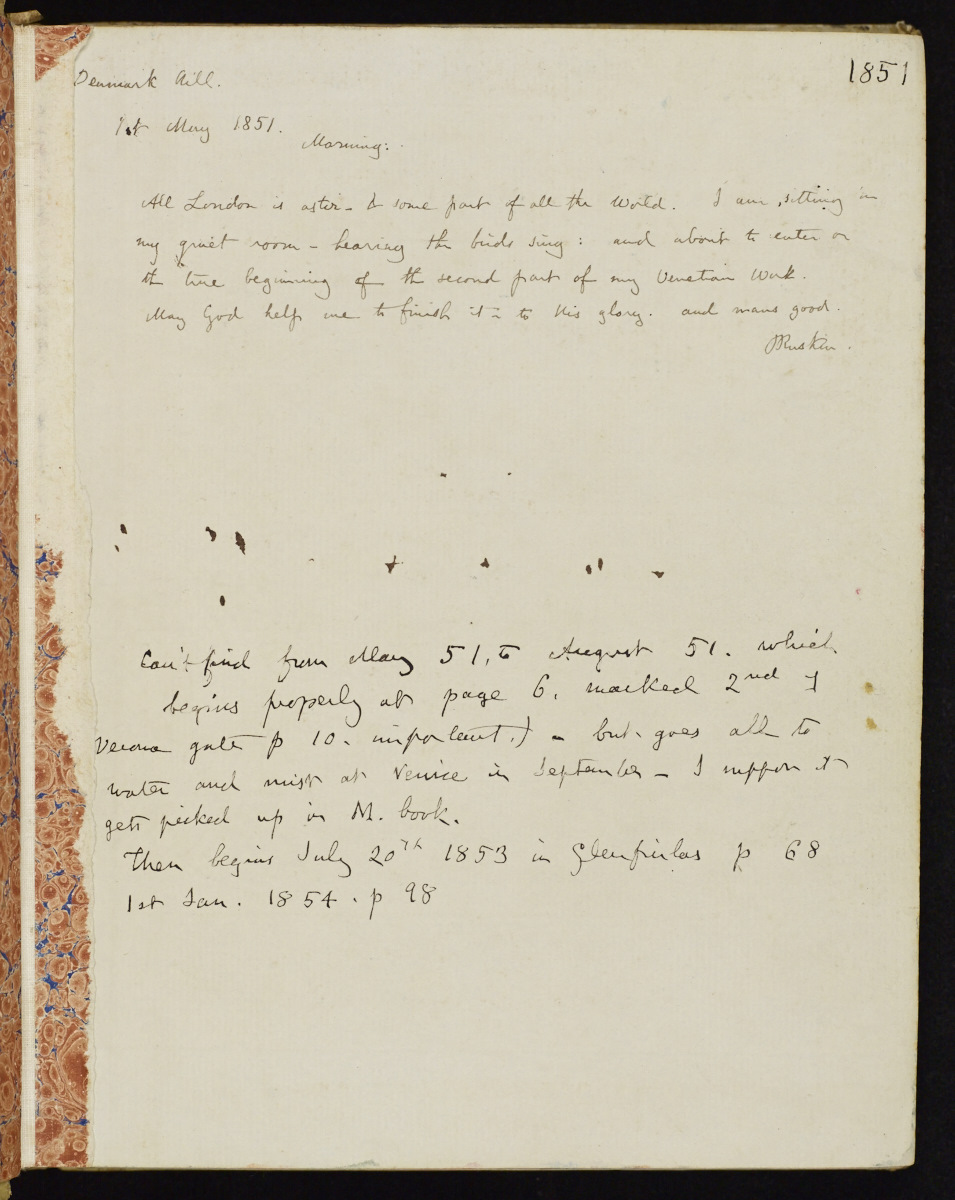 1851
Denmark Hill.
1st May 1851.
Morning:
All London is astir - & some part of all the World. I am sitting in
my quiet room - hearing the birds sing: and about to enter on
the true beginning of the second part of my Venetian Work.
May God help me to finish it - to His glory. and mans good.
JRuskin.
Can't find from May 51, to August 51. which
begins properly at page 6. marked 2nd of
Verona gate p 10. important.) - but goes all to
water and mist at Venice in September - I suppose it
gets picked up in M. book.
Then begins July 20th 1853 in Glenfinlas p 68
1st Jan. 1854. p 98